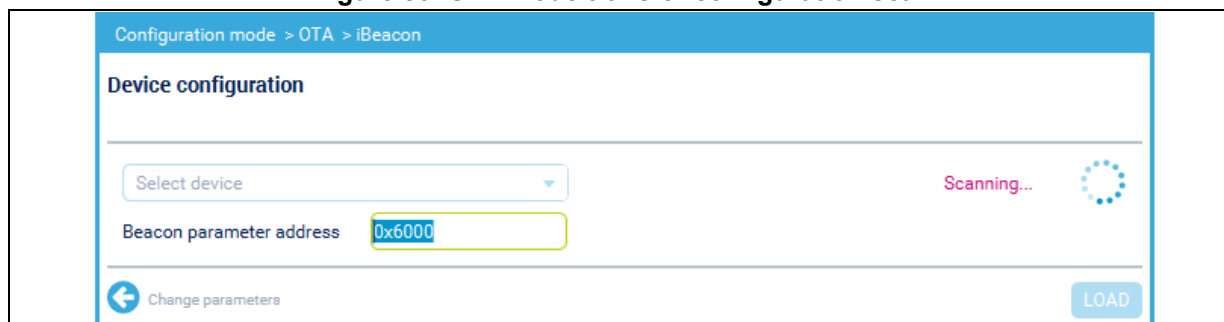 Configuration mode > OTA > iBeacon
Device configuration
Select device
Scanning...
Beacon parameter address 0x6000
Change parameters
LOAD